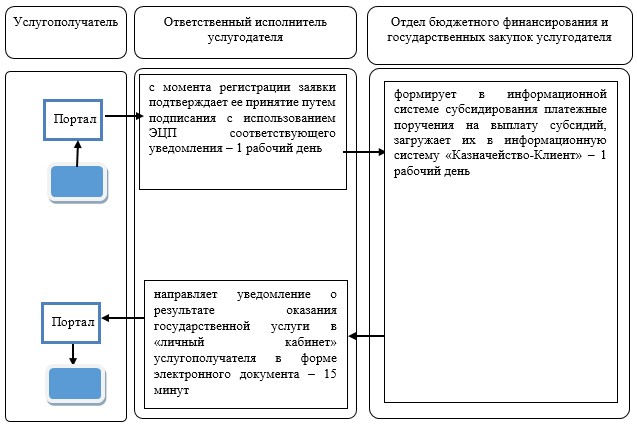 Услугополучатель
Ответственный исполнитель
услугодателя
Отдел бюджетного финансирования и
государственных закупок услугодателя
Портал
с момента регистрации заявки
подтверждает ее принятие путем
подписания с использованием
ЭЦП соответствующего
уведомления – 1 рабочий день
формирует в информационной
системе субсидирования платежные
поручения на выплату субсидий,
загружает их в информационную
систему «Казначейство-Клиент» – 1
рабочий день
Портал
направляет уведомление о
результате оказания
государственной услуги в
«личный кабинет»
услугополучателя в форме
электронного документа – 15
минут